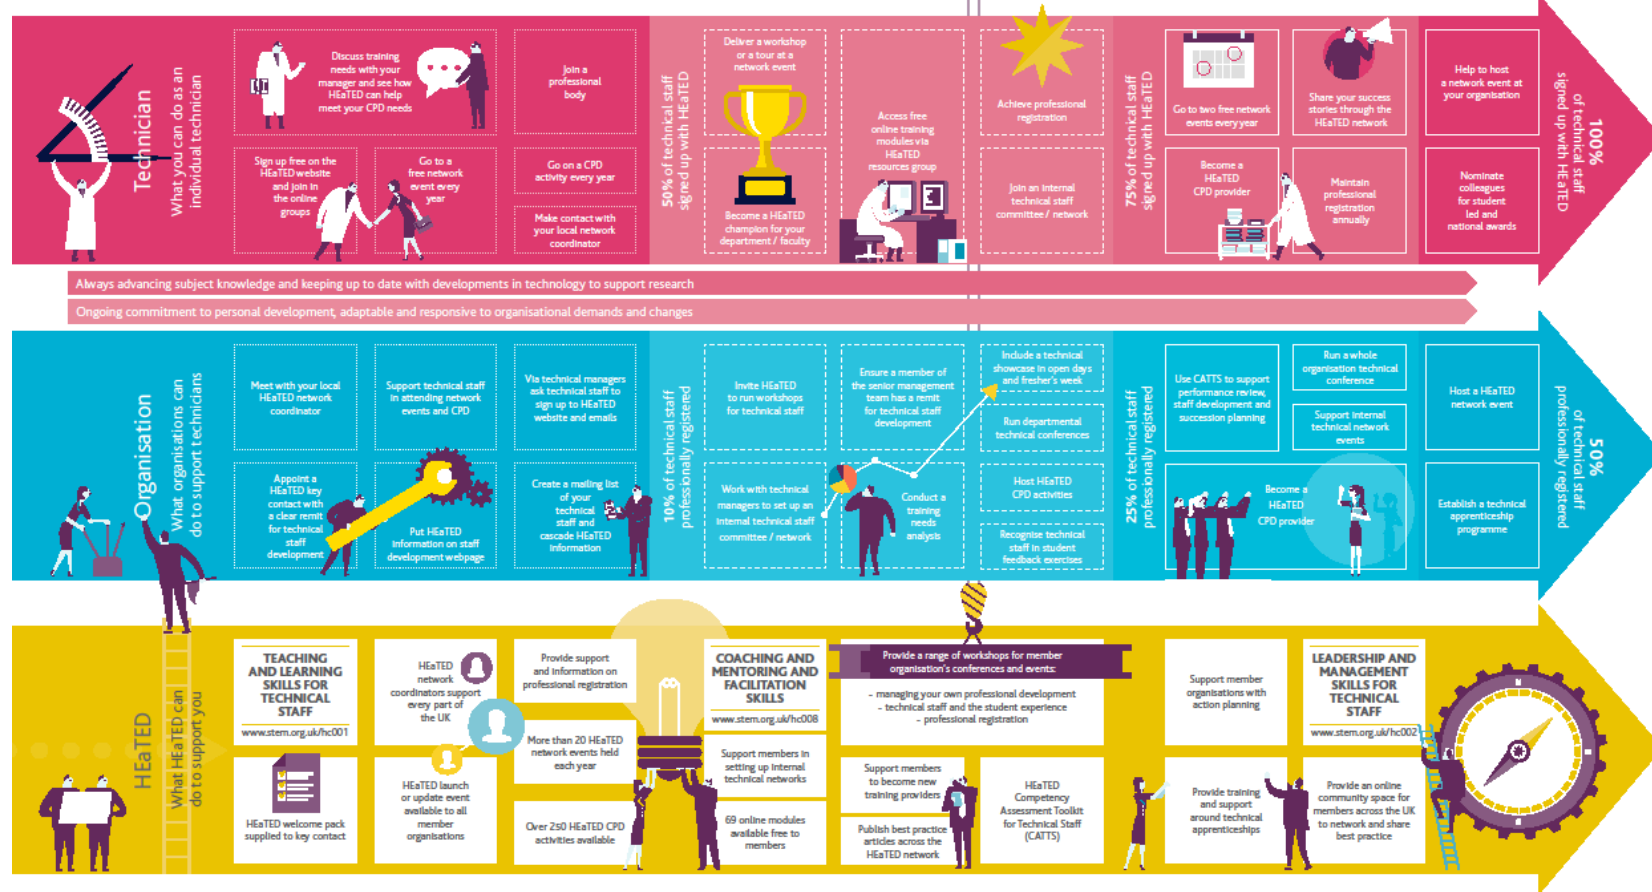 Technician
What you can do as an
individual technician
Discuss training
needs with your
manager and see how
HEaTED can help
meet your CPD needs
Join a
professional
body
Sign up free on the
HEaTED website
and join in
the online
groups
Go to a
free network
event every
year
Go on a CPD
activity every year
Make contact with
your local network
coordinator
50% of technical staff
signed up with HEaTED
Deliver a workshop
or a tour at a
network event
Become a HEaTED
champion for your
department / faculty
Access free
online training
modules via
HEaTED
resources group
Achieve professional
registration
Join an internal
technical staff
committee / network
75% of technical staff
signed up with HEaTED
Go to two free network
events every year
Share your success
stories through the
HEaTED network
Become a
HEaTED
CPD provider
Maintain
professional
registration
annually
Help to host
a network event at
your organisation
Nominate
colleagues
for student
led and
national awards
100%
of technical staff
signed up with HEaTED
Always advancing subject knowledge and keeping up to date with developments in technology to support research
Ongoing commitment to personal development, adaptable and responsive to organisational demands and changes
Organisation
What organisations can
do to support technicians
Meet with your local
HEaTED network
coordinator
Support technical staff
in attending network
events and CPD
Via technical managers
ask technical staff to
sign up to HEaTED
website and emails
Appoint a
HEaTED key
contact with
a clear remit
for technical
staff
development
Put HEaTED
information on staff
development webpage
Create a mailing list
of your
technical
staff and
cascade HEaTED
information
10% of technical staff
professionally registered
Invite HEaTED
to run workshops
for technical staff
Ensure a member of
the senior management
team has a remit
for technical staff
development
Include a technical
showcase in open days
and fresher's week
Run departmental
technical conferences
Work with technical
managers to set up an
internal technical staff
committee / network
Conduct a
training
needs
analysis
Host HEaTED
CPD activities
Recognise technical
staff in student
feedback exercises
25% of technical staff
professionally registered
Use CATTS to support
performance review,
staff development and
succession planning
Run a whole
organisation technical
conference
Support internal
technical network
events
Become a
HEaTED
CPD provider
Host a HEaTED
network event
Establish a technical
apprenticeship
programme
50%
of technical staff
professionally registered
HEaTED
What HEaTED can
do to support you
TEACHING
AND LEARNING
SKILLS FOR
TECHNICAL
STAFF
www.stem.org.uk/hc001
HEaTED
network
coordinators support
every part of
the UK
Provide support
and information on
professional registration
More than 20 HEaTED
network events held
each year
HEaTED welcome pack
supplied to key contact
HEaTED launch
or update event
available to all
member
organisations
Over 250 HEaTED CPD
activities available
COACHING AND
MENTORING AND
FACILITATION
SKILLS
www.stem.org.uk/hc008
Support members in
setting up internal
technical networks
69 online modules
available free to
members
Provide a range of workshops for member
organisation's conferences and events:
- managing your own professional development
- technical staff and the student experience
- professional registration
Support members
to become new
training providers
Publish best practice
articles across the
HEaTED network
HEaTED
Competency
Assessment Toolkit
for Technical Staff
(CATTS)
Support member
organisations with
action planning
Provide training
and support
around technical
apprenticeships
LEADERSHIP AND
MANAGEMENT
SKILLS FOR
TECHNICAL
STAFF
www.stem.org.uk/hc002
Provide an online
community space for
members across the UK
to network and share
best practice